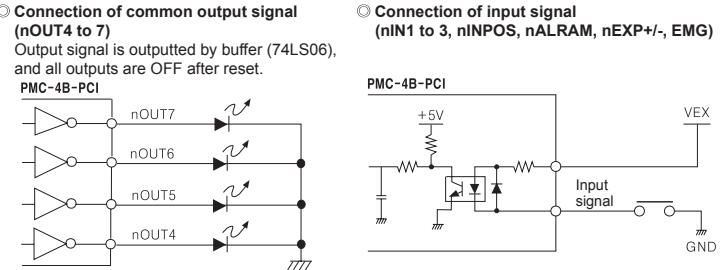 ◎ Connection of common output signal
(nOUT4 to 7)
Output signal is outputted by buffer (74LS06),
and all outputs are OFF after reset.
PMC-4B-PCI
nOUT7
nOUT6
nOUT5
nOUT4
◎ Connection of input signal
(nIN1 to 3, nINPOS, nALRAM, nEXP+/-, EMG)
PMC-4B-PCI
+5V
VEX
Input
signal
GND